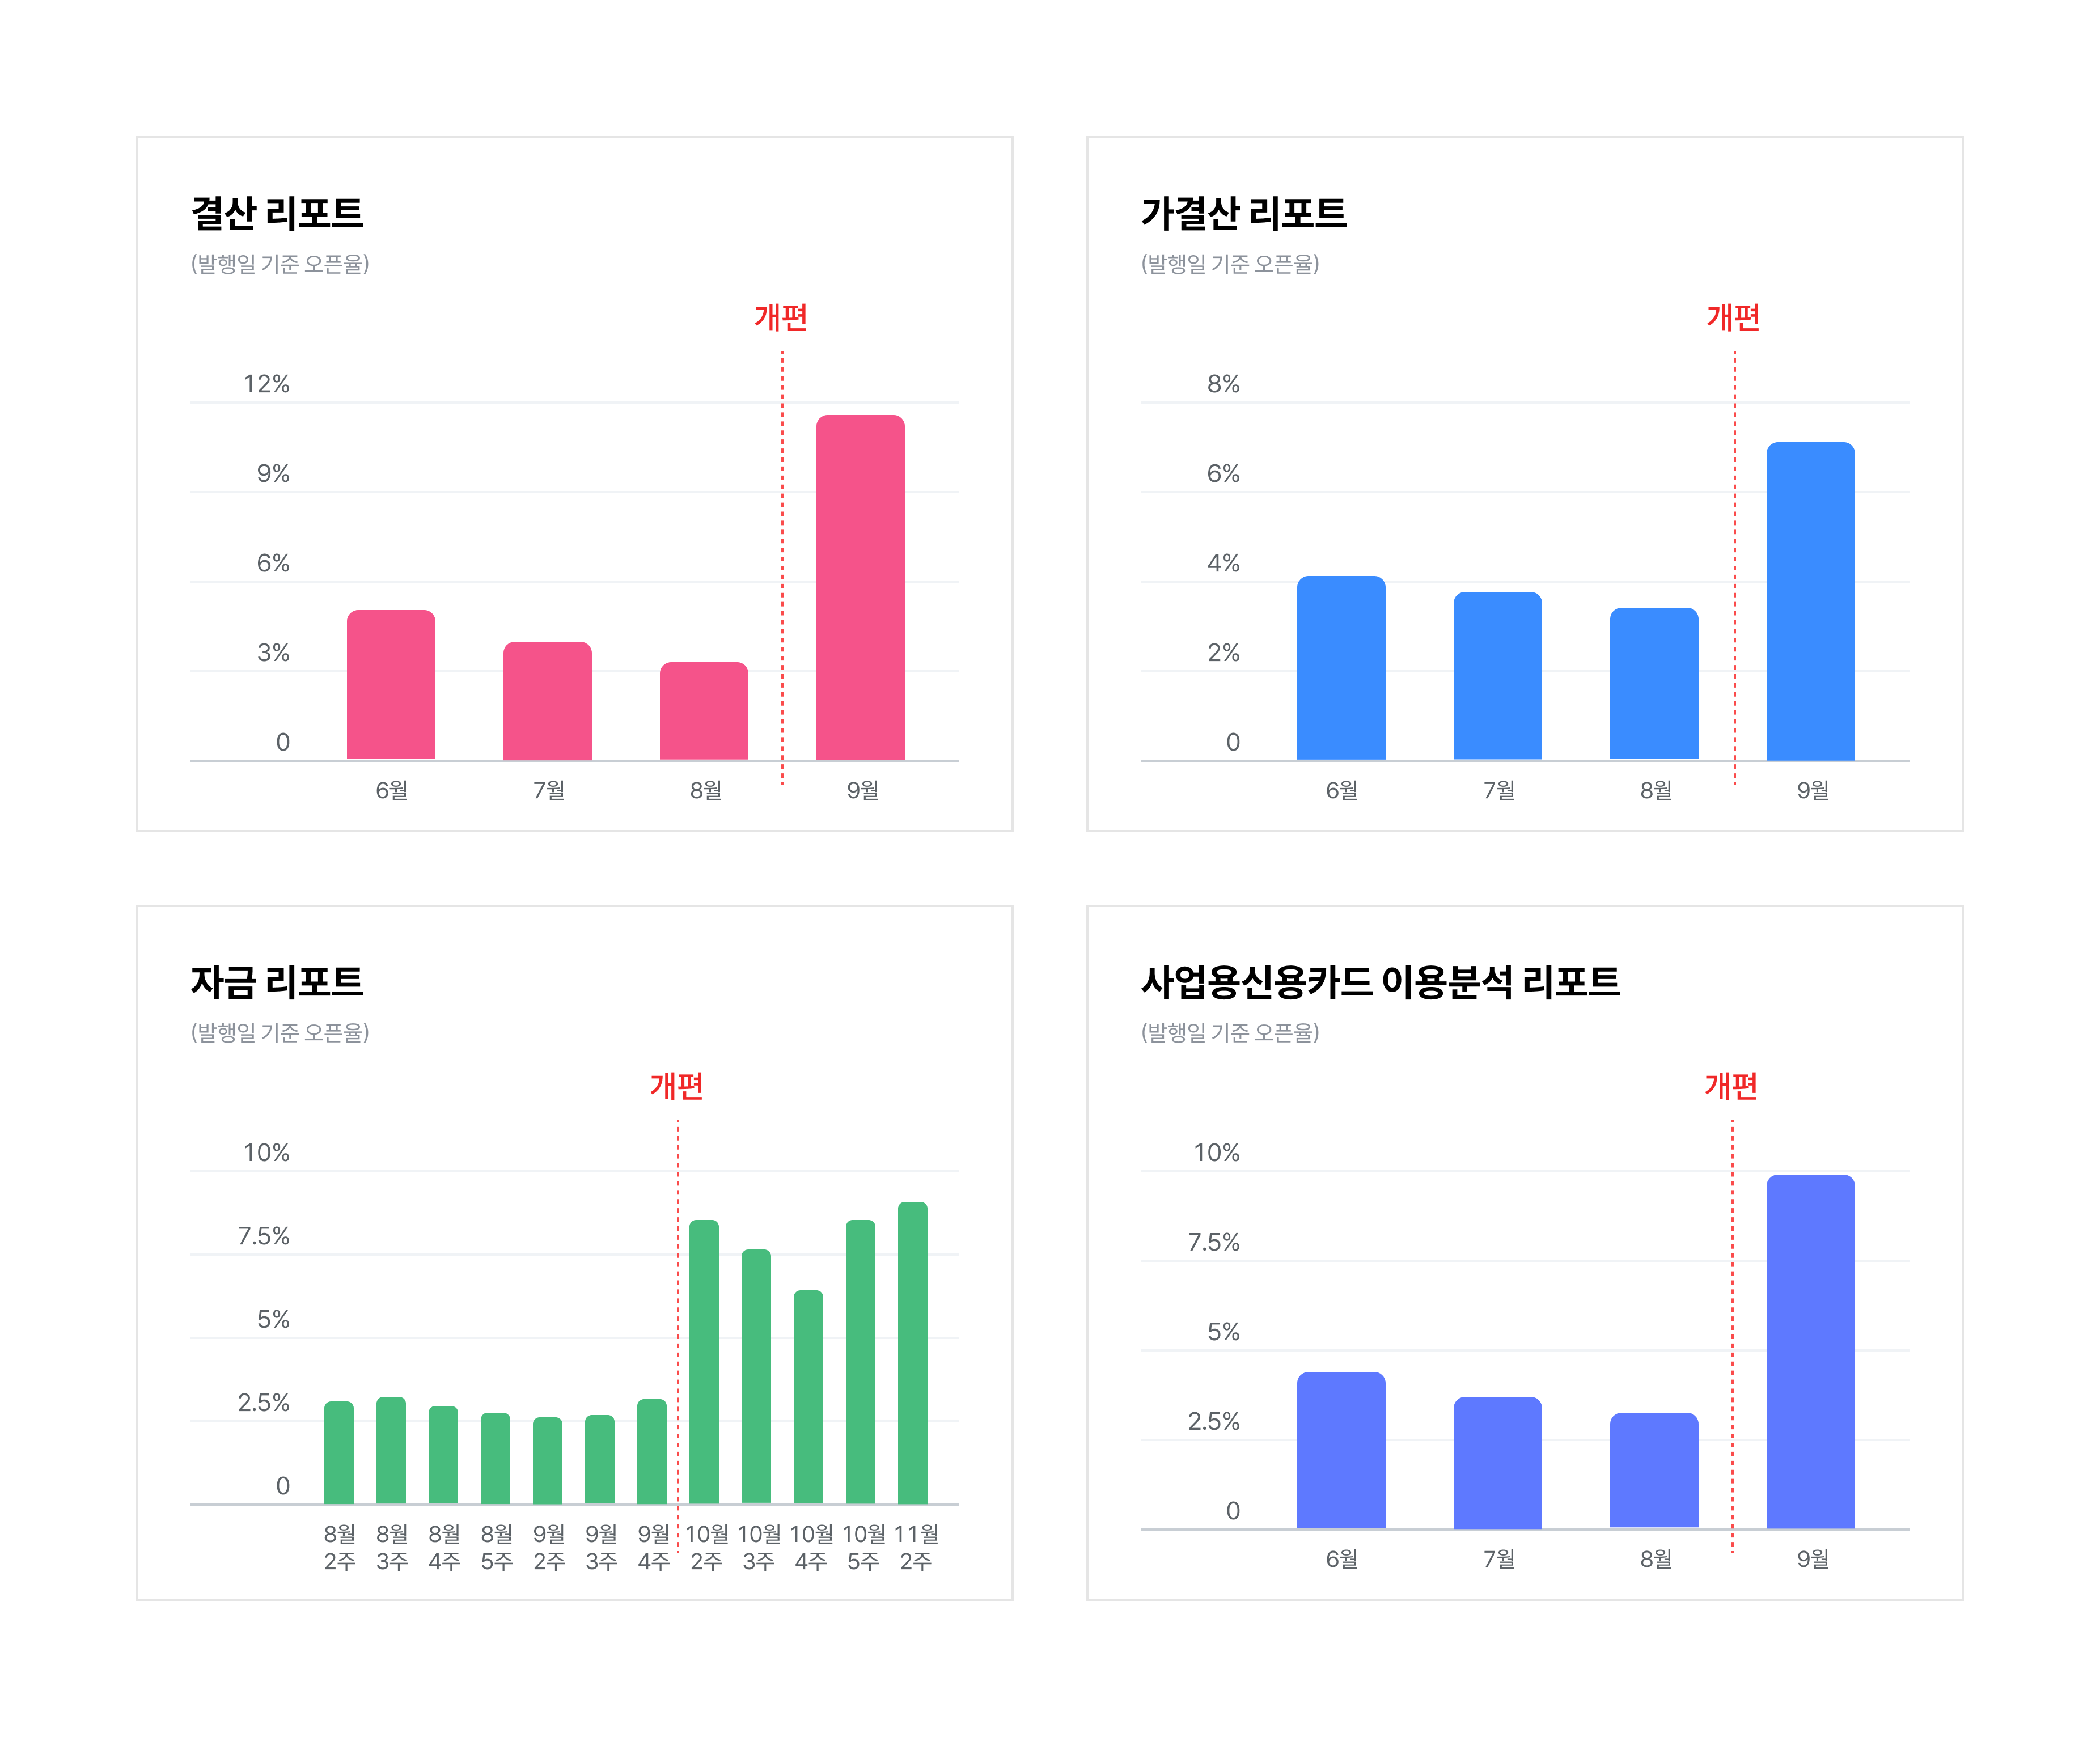 결산 리포트
(발행일 기준 오픈율)
개편
12%
9%
6%
3%
0
6월 7월 8월 9월
가결산 리포트
(발행일 기준 오픈율)
개편
8%
6%
4%
2%
0
6월 7월 8월 9월
자금 리포트
(발행일 기준 오픈율)
개편
10%
7.5%
5%
2.5%
0
8월 8월 8월 8월 9월 9월 9월 10월 10월 10월 10월 11월
2주 3주 4주 5주 2주 3주 4주 2주 3주 4주 5주 2주
사업용신용카드 이용분석 리포트
(발행일 기준 오픈율)
개편
10%
7.5%
5%
2.5%
0
6월 7월 8월 9월